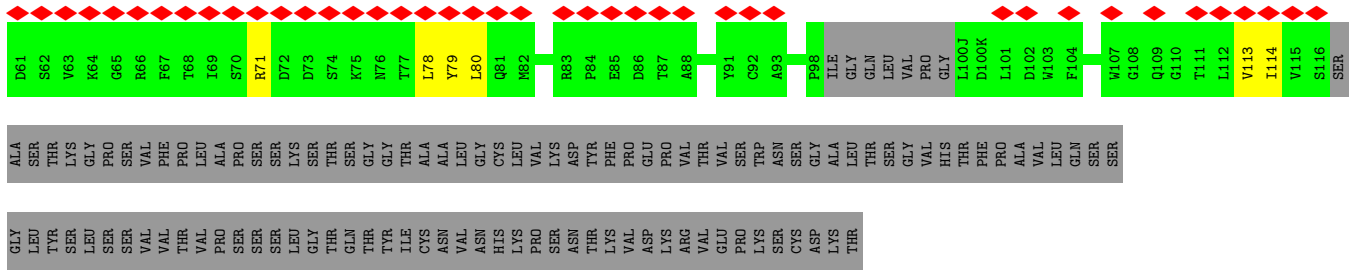 D61 S62 V63 K64 G65 R66 F67 T68 I69 S70 R71 D72 D73 S74 K75 N76 T77 L78 Y79 L80 Q81 M82 R83 P84 E85 D86 T87 A88 Y91 C92 A93 P98 ILE GLY GLN LEU VAL PRO GLY L100J D100K L101 D102 W103 F104 W107 G108 Q109 G110 T111 L112 V113 I114 V115 S116 SER
ALA SER THR LYS GLY PRO SER VAL PHE PRO LEU ALA PRO SER SER LYS SER THR SER GLY GLY THR ALA ALA LEU GLY CYS LEU VAL LYS ASP TYR PHE PRO GLU PRO VAL THR VAL SER TRP ASN SER GLY ALA LEU THR SER GLY VAL HIS THR PHE PRO ALA VAL LEU GLN SER SER
GLY LEU TYR SER LEU SER SER VAL VAL THR VAL PRO SER SER SER LEU GLY THR GLN THR TYR ILE CYS ASN VAL ASN HIS LYS PRO SER ASN THR LYS VAL ASP LYS ARG VAL GLU PRO LYS SER CYS ASP LYS THR